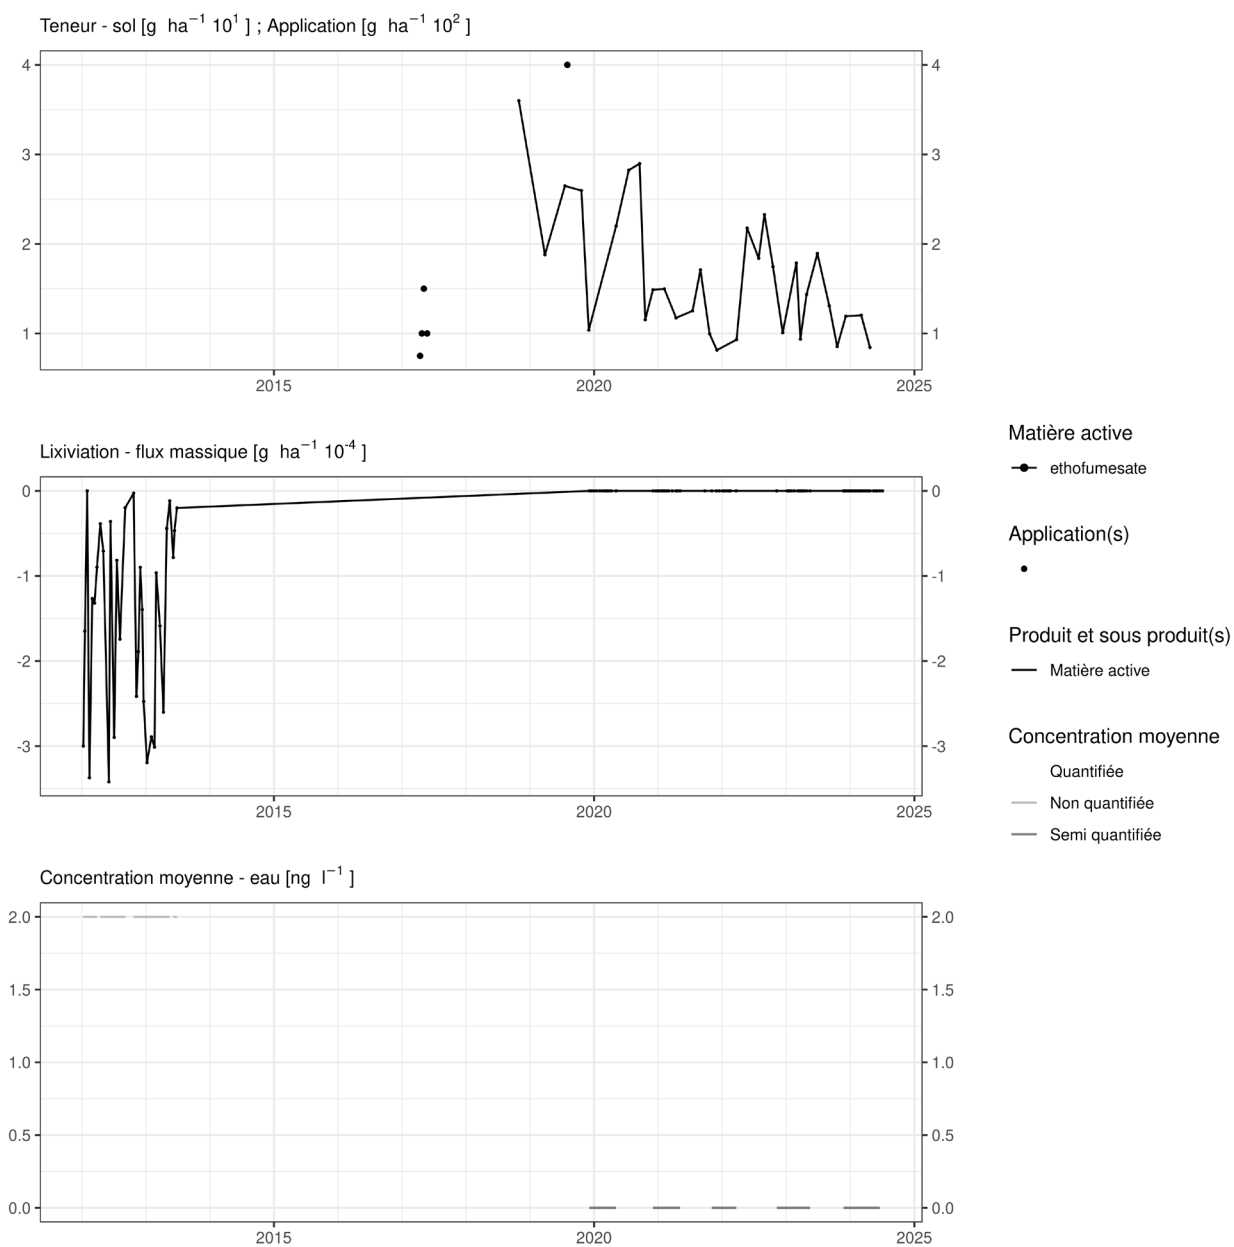 Teneur - sol [g ha−1 101 ] ; Application [g ha−1 102 ]
4
3
2
1
4
3
2
1
2015
2020
2025
Lixiviation - flux massique [g ha−1 10-4 ]
0
-1
-2
-3
0
-1
-2
-3
2015
2020
2025
Concentration moyenne - eau [ng l−1 ]
2.0
1.5
1.0
0.5
0.0
2.0
1.5
1.0
0.5
0.0
2015
2020
2025
Matière active
ethofumesate
Application(s)
Produit et sous produit(s)
Matière active
Concentration moyenne
Quantifiée
Non quantifiée
Semi quantifiée